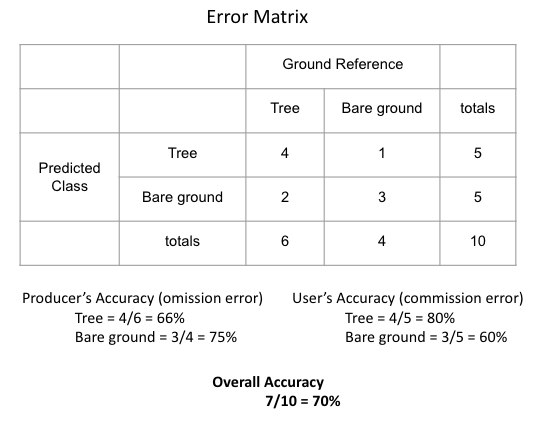 Error Matrix
Ground Reference
Tree Bare ground totals
Predicted Class
Tree 4 1 5
Bare ground 2 3 5
totals 6 4 10
Producer's Accuracy (omission error)
Tree = 4/6 = 66%
Bare ground = 3/4 = 75%
User's Accuracy (commission error)
Tree = 4/5 = 80%
Bare ground = 3/5 = 60%
Overall Accuracy
7/10 = 70%